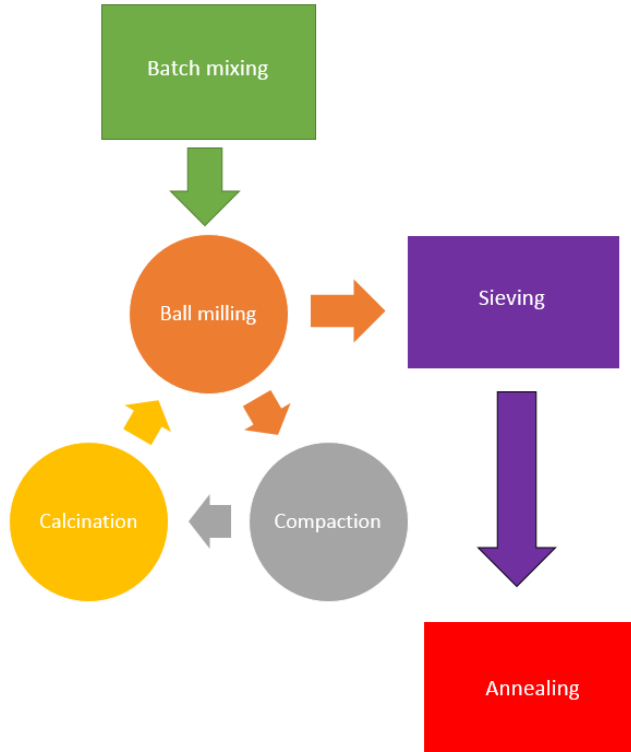 Batch mixing
Ball milling
Sieving
Calcination
Compaction
Annealing